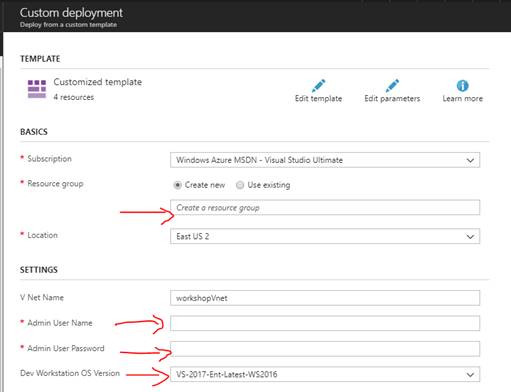 Custom deployment
Deploy from a custom template
TEMPLATE
Customized template
4 resources
Edit template
Edit parameters
Learn more
BASICS
* Subscription
Windows Azure MSDN - Visual Studio Ultimate
* Resource group
Create new
Use existing
Create a resource group
* Location
East US 2
SETTINGS
V Net Name
workshopVnet
* Admin User Name
* Admin User Password
Dev Workstation OS Version
VS-2017-Ent-Latest-WS2016